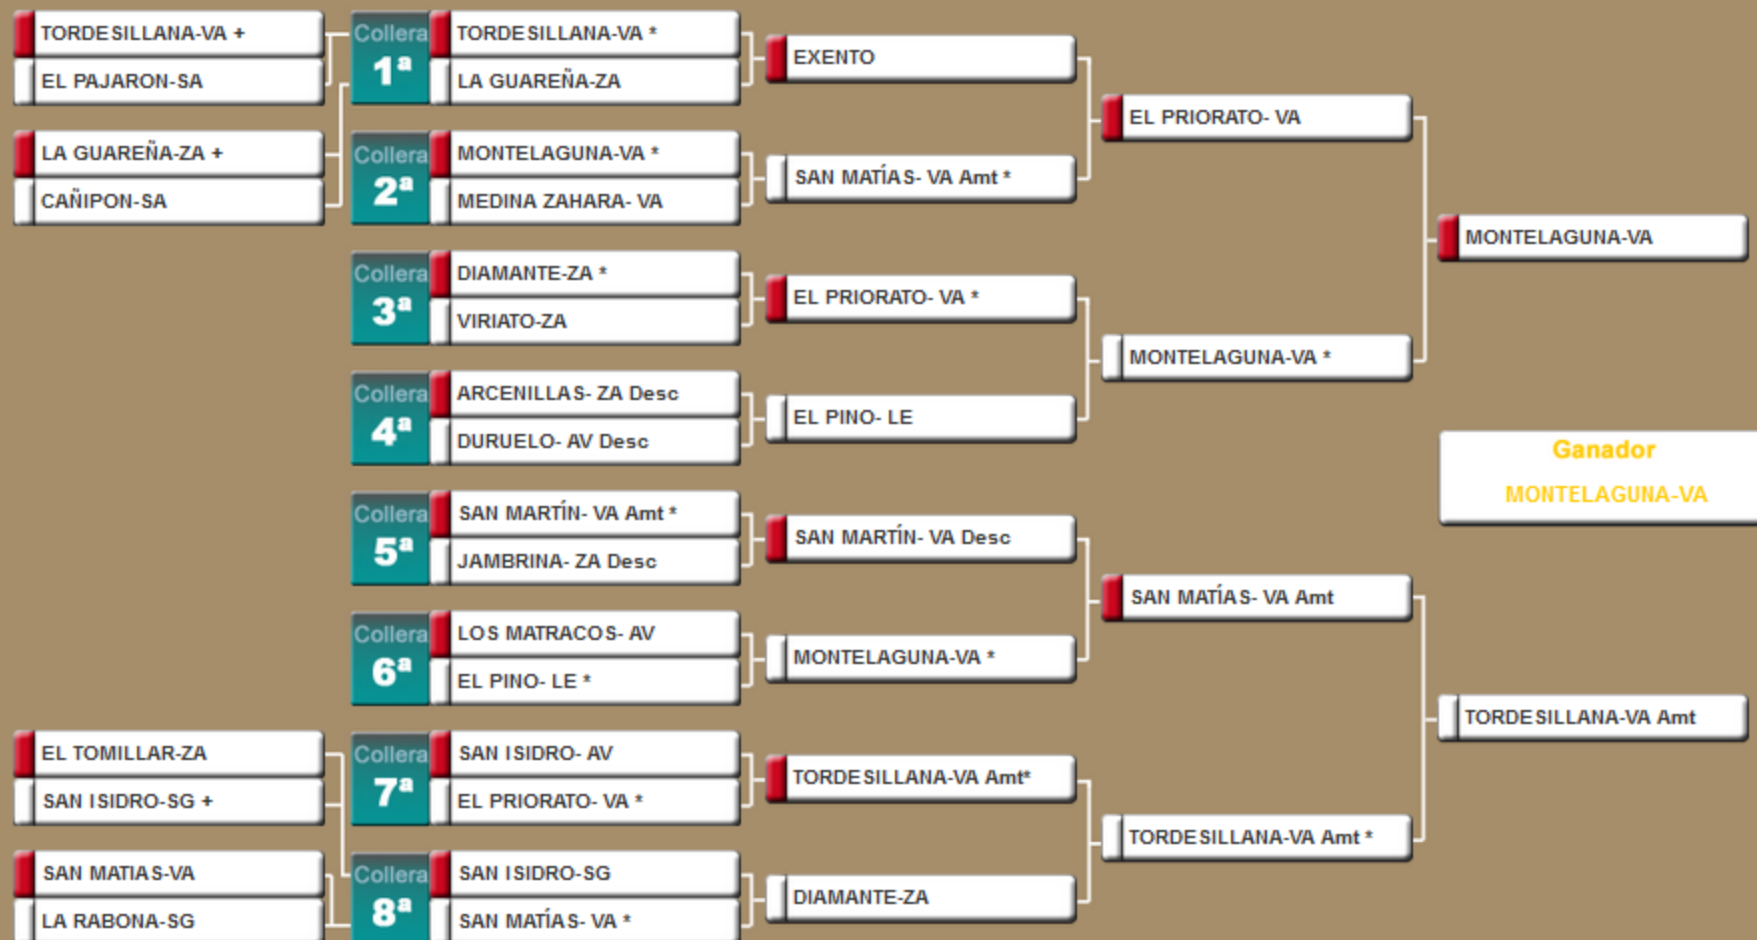 TORDESILLANA-VA +
EL PAJARON-SA
LA GUAREÑA-ZA +
CAÑIPON-SA
EL TOMILLAR-ZA
SAN ISIDRO-SG +
SAN MATIAS-VA
LA RABONA-SG
Collera
1ª
TORDESILLANA-VA *
LA GUAREÑA-ZA
Collera
2ª
MONTELAGUNA-VA *
MEDINA ZAHARA- VA
Collera
3ª
DIAMANTE-ZA *
VIRIATO-ZA
Collera
4ª
ARCENILLAS- ZA Desc
DURUELO- AV Desc
Collera
5ª
SAN MARTÍN- VA Amt *
JAMBRINA- ZA Desc
Collera
6ª
LOS MATRACOS- AV
EL PINO- LE *
Collera
7ª
SAN ISIDRO- AV
EL PRIORATO- VA *
Collera
8ª
SAN ISIDRO-SG
SAN MATÍAS- VA *
EXENTO
SAN MATÍAS- VA Amt *
EL PRIORATO- VA *
EL PINO- LE
SAN MARTÍN- VA Desc
MONTELAGUNA-VA *
TORDESILLANA-VA Amt*
DIAMANTE-ZA
EL PRIORATO- VA
MONTELAGUNA-VA *
SAN MATÍAS- VA Amt
TORDESILLANA-VA Amt *
MONTELAGUNA-VA
TORDESILLANA-VA Amt
Ganador
MONTELAGUNA-VA